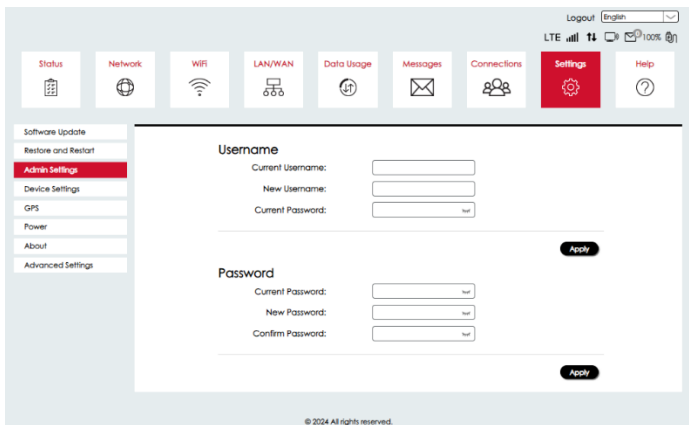 Logout English
LTE 100%
Status Network WiFi LAN/WAN Data Usage Messages Connections Settings Help
Software Update
Restore and Restart
Admin Settings
Device Settings
GPS
Power
About
Advanced Settings
Username
Current Username:
New Username:
Current Password:
Apply
Password
Current Password:
New Password:
Confirm Password:
Apply
© 2024 All rights reserved.